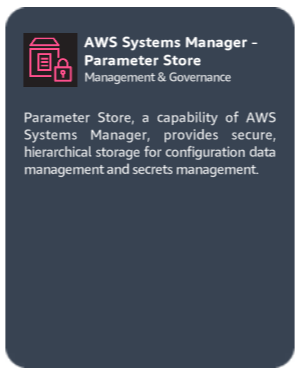 AWS Systems Manager –
Parameter Store
Management & Governance
Parameter Store, a capability of AWS
Systems Manager, provides secure,
hierarchical storage for configuration data
management and secrets management.